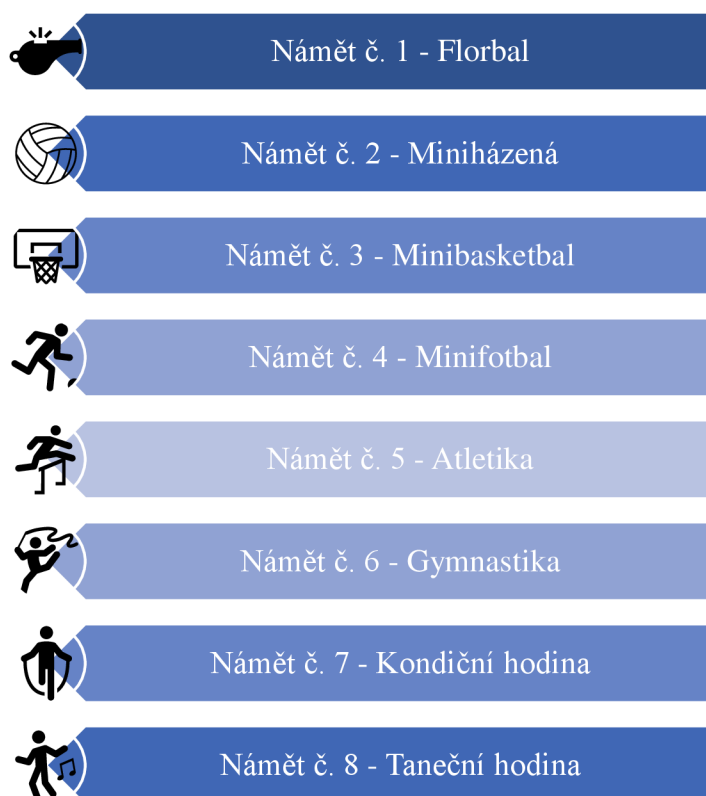 Námět č. 1 - Florbal
Námět č. 2 - Miniházená
Námět č. 3 - Minibasketbal
Námět č. 4 - Minifotbal
Námět č. 5 - Atletika
Námět č. 6 - Gymnastika
Námět č. 7 - Kondiční hodina
Námět č. 8 - Taneční hodina